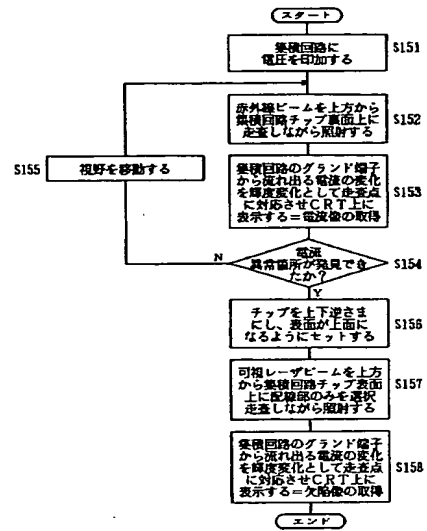 スタート
集積回路に
電圧を印加する
S151
赤外線ビームを上方から
集積回路チップ裏面上に
走査しながら照射する
S152
S155
視野を移動する
集積回路のグランド端子
から流れ出る電流の変化
を輝度変化として走査点
に対応させCRT上に
表示する=電流像の取得
S153
電流
異常箇所が発見でき
たか?
S154
N
Y
チップを上下逆さま
にし、表面が上面に
なるようにセットする
S156
可視レーザビームを上方
から集積回路チップ表面
上に配線部のみを選択
走査しながら照射する
S157
集積回路のグランド端子
から流れ出る電流の変化
を輝度変化として走査点
に対応させCRT上に
表示する=欠陥像の取得
S158
エンド